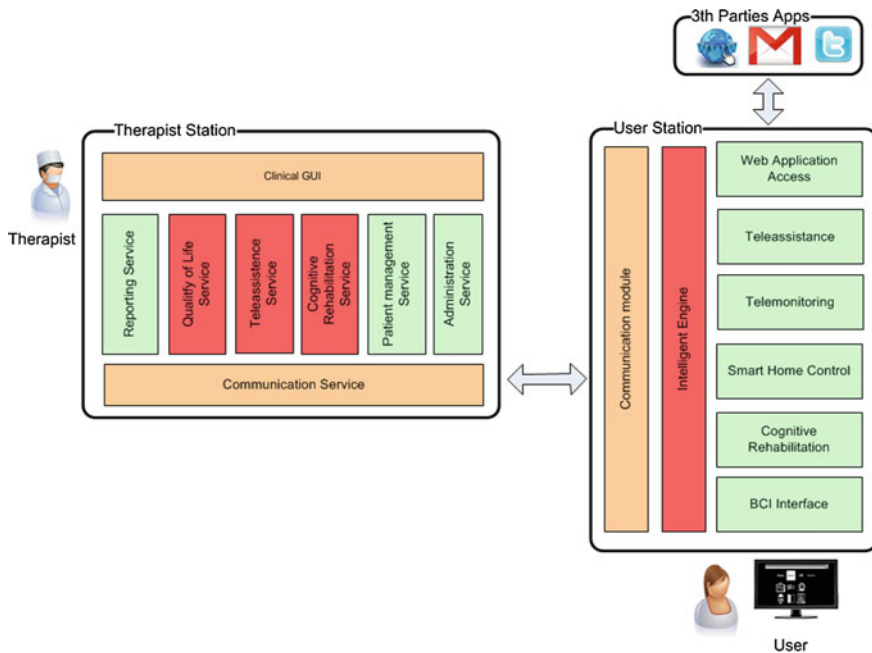 3th Parties Apps
Therapist Station
Clinical GUI
Therapist
Reporting Service
Qualitfy of Life
Service
Teleassistence
Service
Cognitive
Rehabilitation
Service
Patient management
Service
Administration
Service
Communication Service
User Station
Communication module
Intelligent Engine
Web Application
Access
Teleassistance
Telemonitoring
Smart Home Control
Cognitive
Rehabilitation
BCI Interface
User